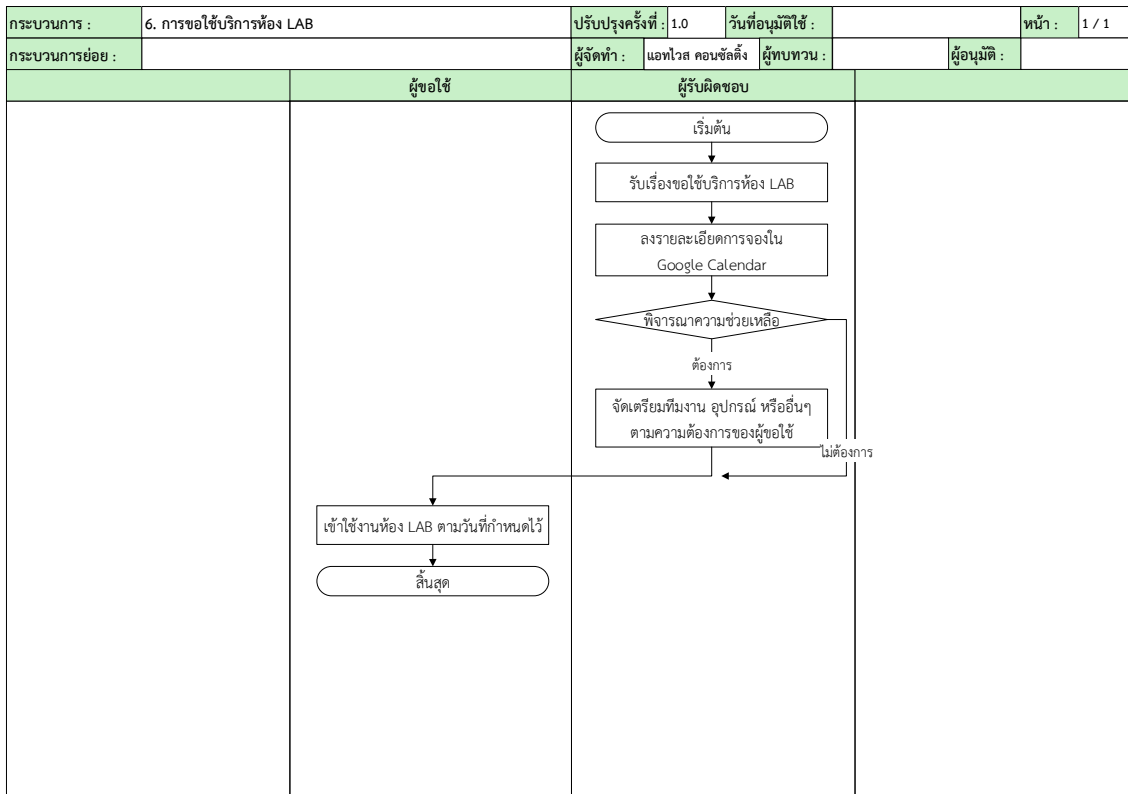 กระบวนการ : 6. การขอใช้บริการห้อง LAB ปรับปรุงครั้งที่ : 1.0 วันที่อนุมัติใช้ : หน้า : 1 / 1
กระบวนการย่อย : ผู้จัดทำ : แอทไวส คอนซัลติ้ง ผู้ทบทวน : ผู้อนุมัติ :
ผู้ขอใช้ ผู้รับผิดชอบ
เริ่มต้น
รับเรื่องขอใช้บริการห้อง LAB
ลงรายละเอียดการจองใน
Google Calendar
พิจารณาความช่วยเหลือ
ต้องการ
จัดเตรียมทีมงาน อุปกรณ์ หรืออื่นๆ
ตามความต้องการของผู้ขอใช้
ไม่ต้องการ
เข้าใช้งานห้อง LAB ตามวันที่กำหนดไว้
สิ้นสุด